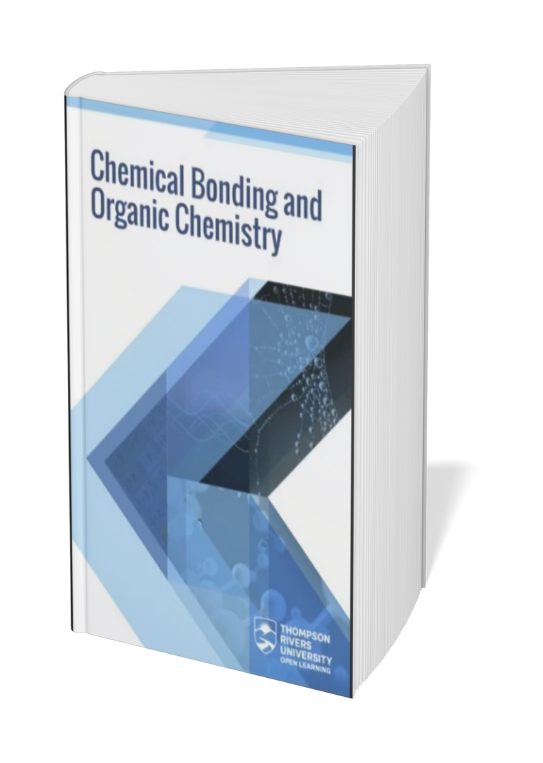 Chemical Bonding and
Organic Chemistry
THOMPSON
RIVERS
UNIVERSITY
OPEN LEARNING